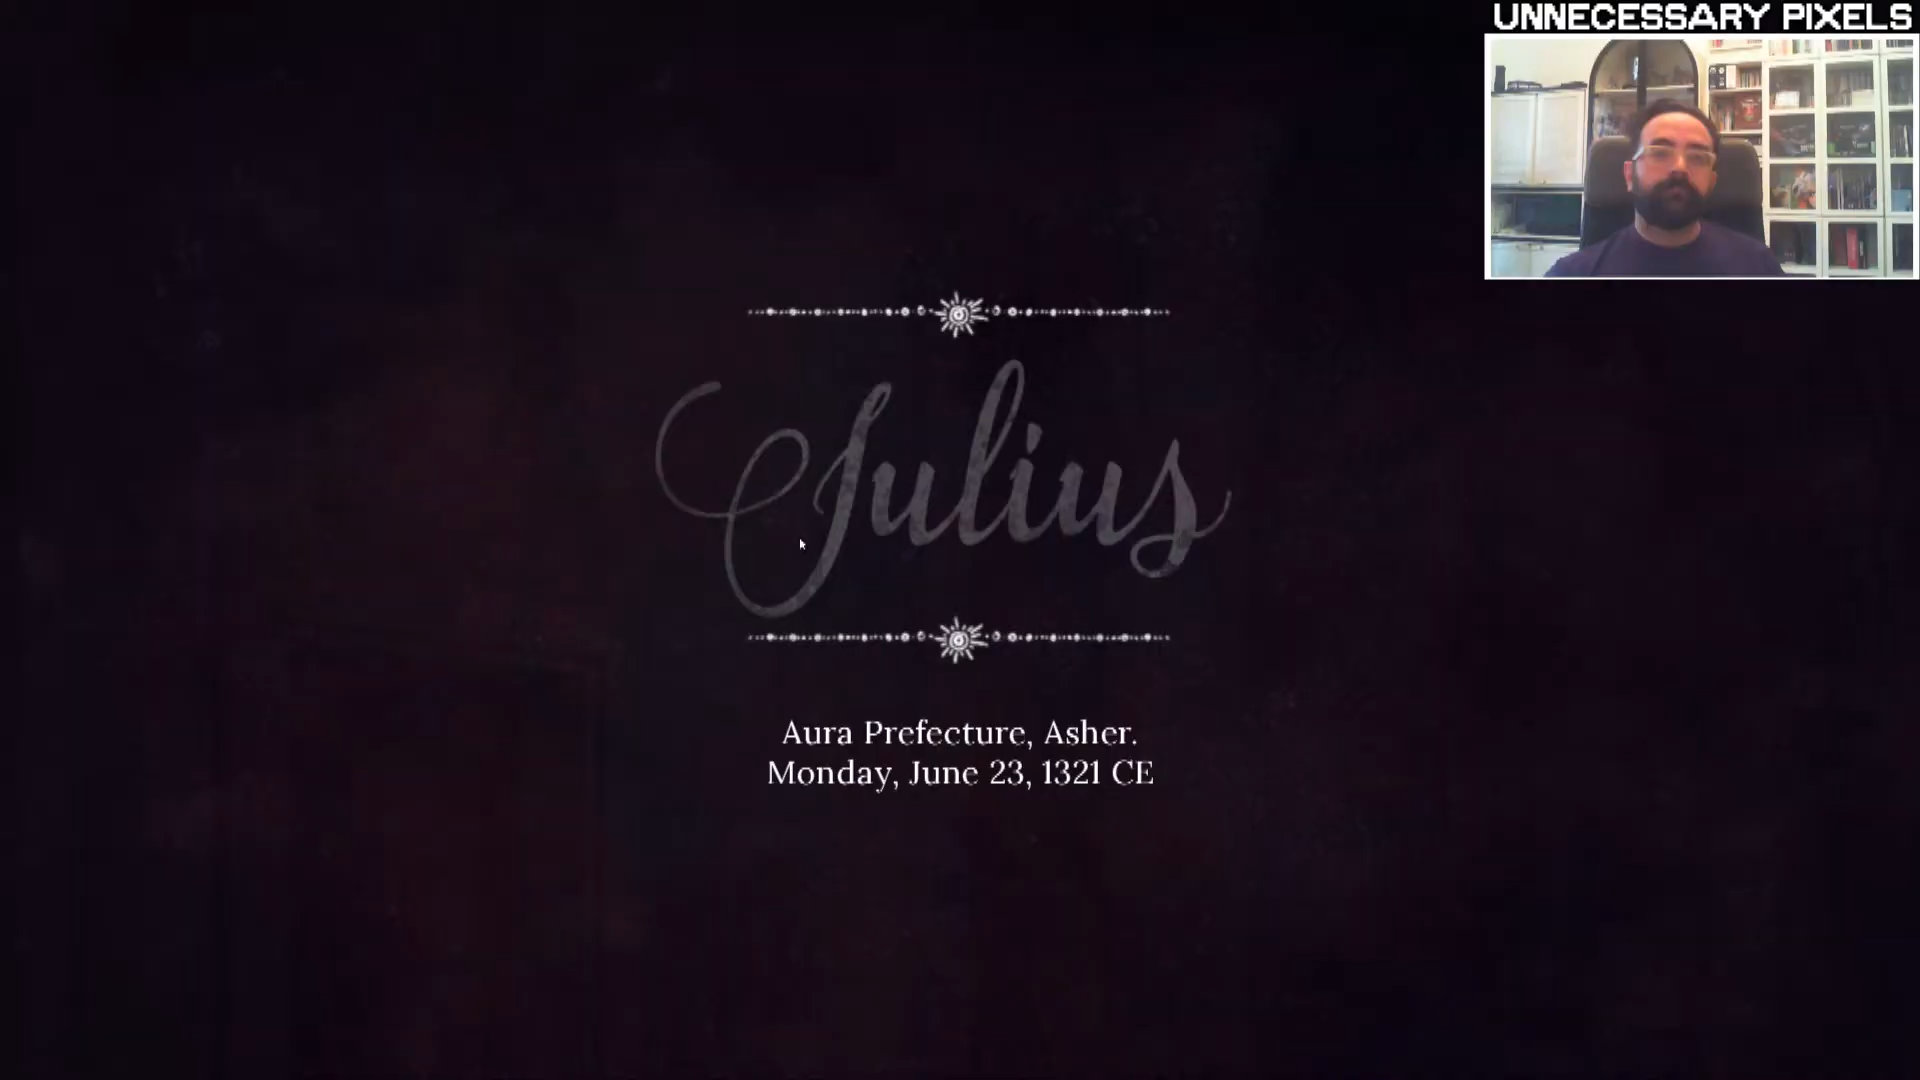 UNNECESSARY PIXELS
Julius
Aura Prefecture, Asher.
Monday, June 23, 1321 CE